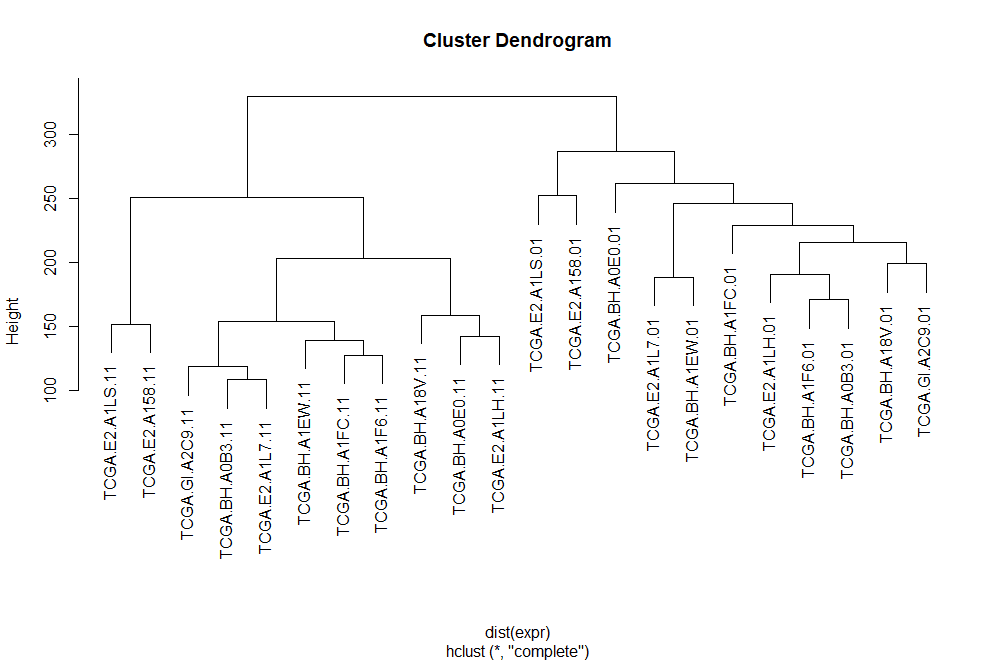 Cluster Dendrogram
Height
300
250
200
150
100
TCGA.E2.A1LS.11
TCGA.E2.A158.11
TCGA.GI.A2C9.11
TCGA.BH.A0B3.11
TCGA.E2.A1L7.11
TCGA.BH.A1EW.11
TCGA.BH.A1FC.11
TCGA.BH.A1F6.11
TCGA.BH.A18V.11
TCGA.BH.A0E0.11
TCGA.E2.A1LH.11
TCGA.E2.A1LS.01
TCGA.E2.A158.01
TCGA.BH.A0E0.01
TCGA.E2.A1L7.01
TCGA.BH.A1EW.01
TCGA.BH.A1FC.01
TCGA.E2.A1LH.01
TCGA.BH.A1F6.01
TCGA.BH.A0B3.01
TCGA.BH.A18V.01
TCGA.GI.A2C9.01
dist(expr)
hclust (*, "complete")